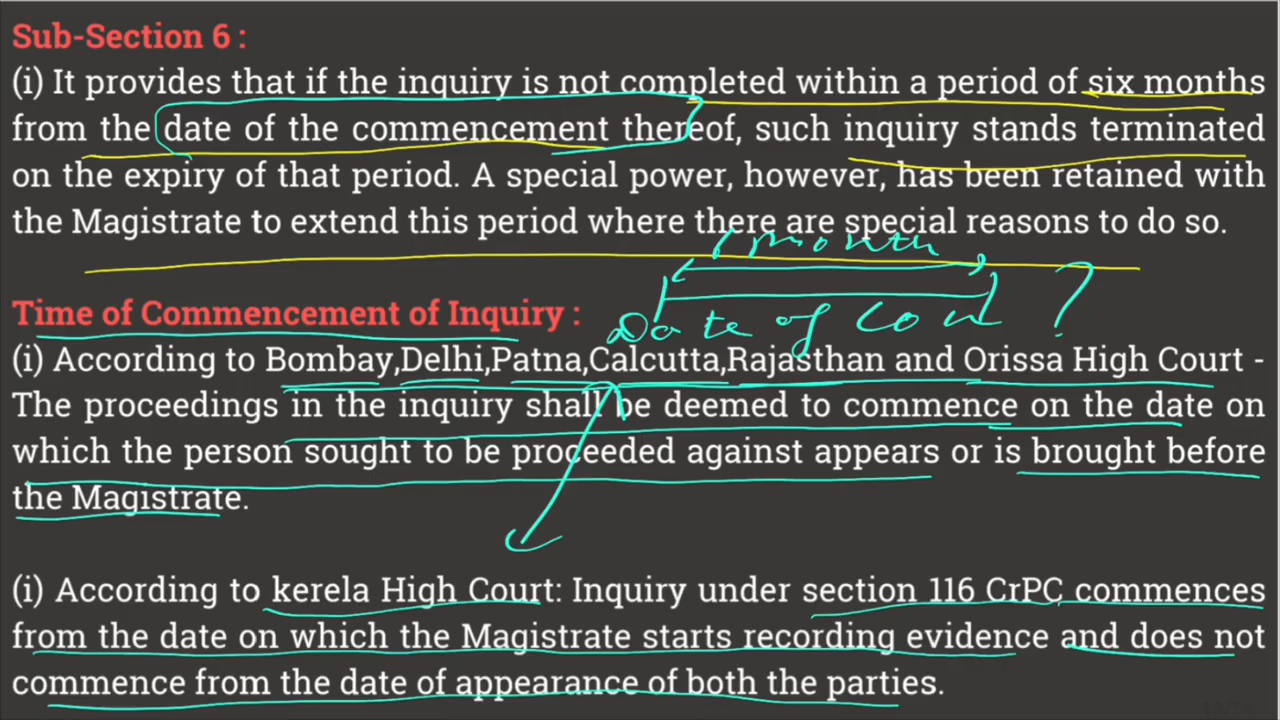 Sub-Section 6 :
(i) It provides that if the inquiry is not completed within a period of six months
from the date of the commencement thereof, such inquiry stands terminated
on the expiry of that period. A special power, however, has been retained with
the Magistrate to extend this period where there are special reasons to do so.
month
Time of Commencement of Inquiry :
Date of Com ?
(i) According to Bombay,Delhi,Patna,Calcutta,Rajasthan and Orissa High Court -
The proceedings in the inquiry shall be deemed to commence on the date on
which the person sought to be proceeded against appears or is brought before
the Magistrate.
(i) According to kerela High Court: Inquiry under section 116 CrPC commences
from the date on which the Magistrate starts recording evidence and does not
commence from the date of appearance of both the parties.